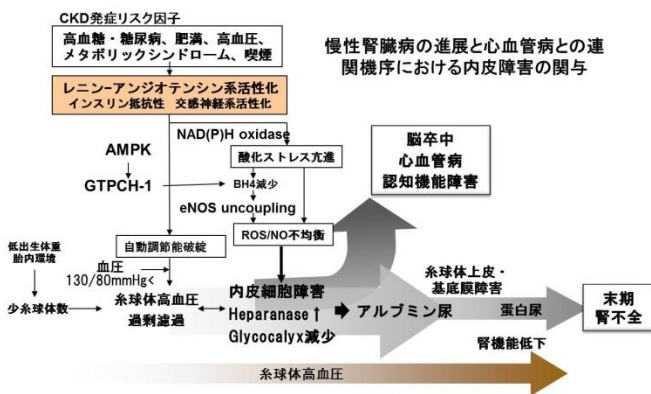 CKD発症リスク因子
高血糖・糖尿病、肥満、高血圧、
メタボリックシンドローム、喫煙
慢性腎臓病の進展と心血管病との連
関機序における内皮障害の関与
レニン-アンジオテンシン系活性化
インスリン抵抗性 交感神経系活性化
NAD(P)H oxidase
酸化ストレス亢進
AMPK
GTPCH-1
BH4減少
eNOS uncoupling
ROS/NO不均衡
脳卒中
心血管病
認知機能障害
自動調節能破綻
低出生体重
胎内環境
血圧
130/80mmHg<
少糸球体数
糸球体高血圧
過剰濾過
内皮細胞障害
Heparanase↑
Glycocalyx減少
アルブミン尿
糸球体上皮・
基底膜障害
蛋白尿
末期
腎不全
腎機能低下
糸球体高血圧